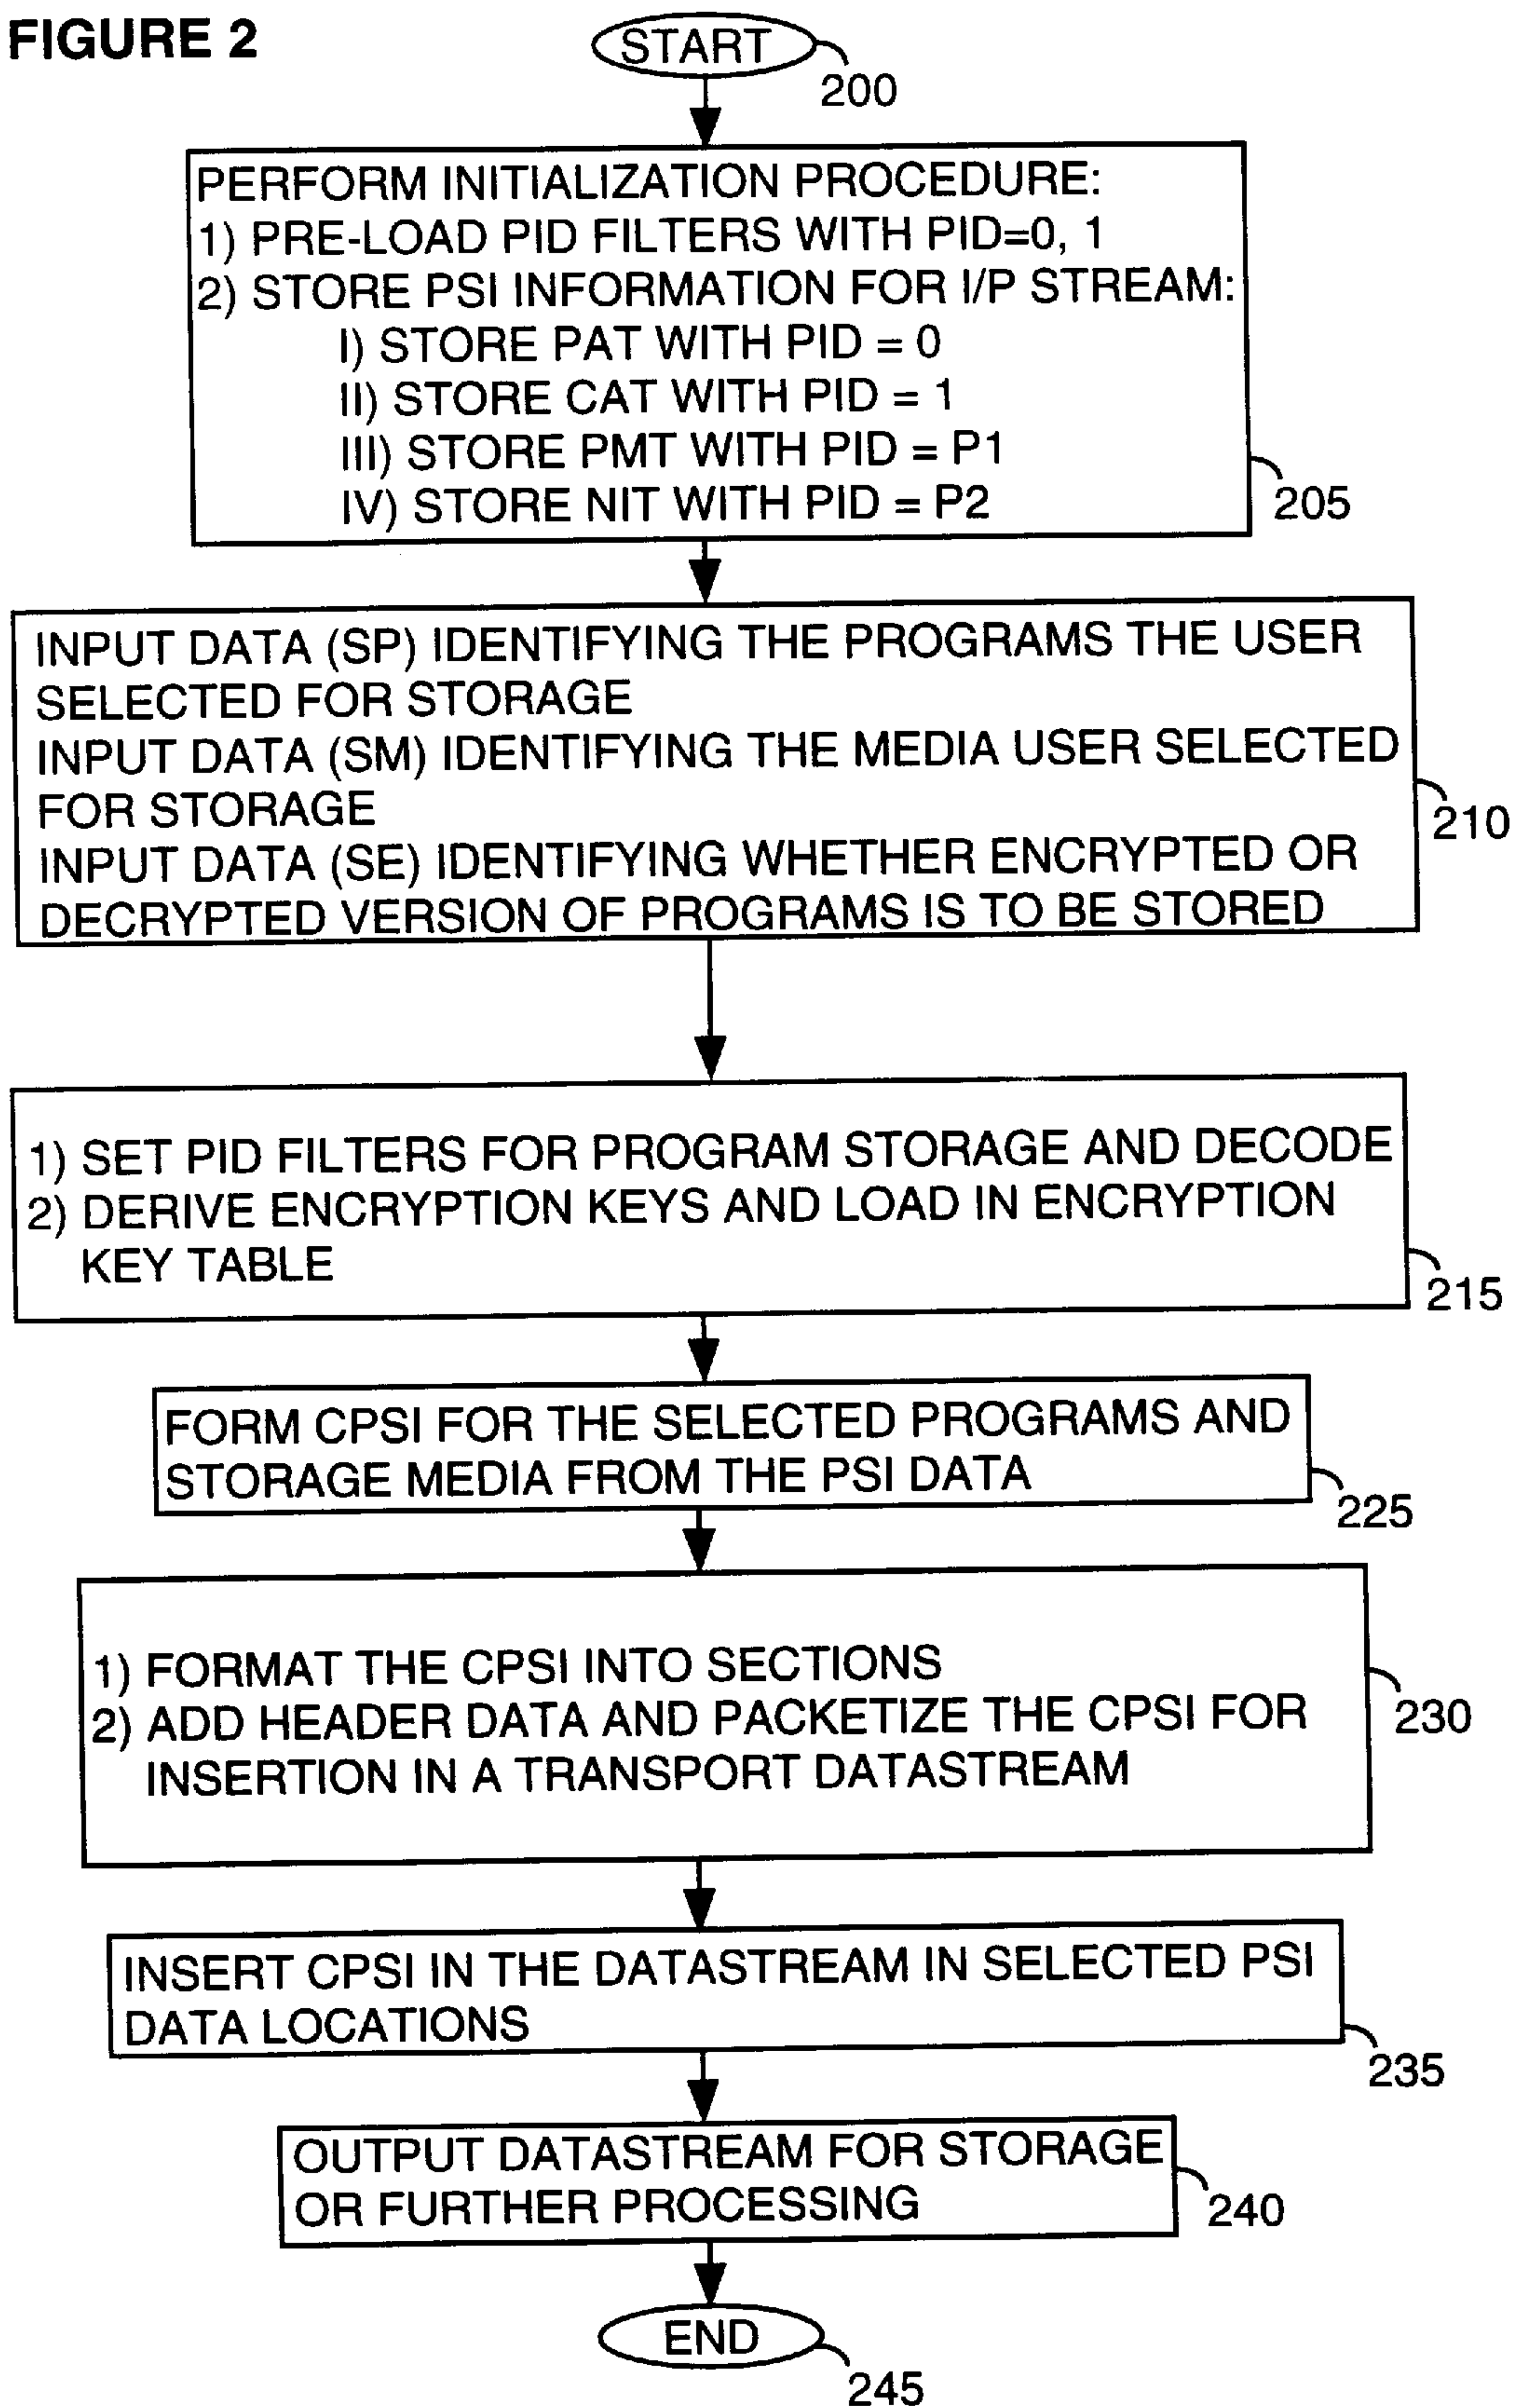 FIGURE 2
START
200
PERFORM INITIALIZATION PROCEDURE:
1) PRE-LOAD PID FILTERS WITH PID=0, 1
2) STORE PSI INFORMATION FOR I/P STREAM:
I) STORE PAT WITH PID = 0
II) STORE CAT WITH PID = 1
III) STORE PMT WITH PID = P1
IV) STORE NIT WITH PID = P2
205
INPUT DATA (SP) IDENTIFYING THE PROGRAMS THE USER
SELECTED FOR STORAGE
INPUT DATA (SM) IDENTIFYING THE MEDIA USER SELECTED
FOR STORAGE
INPUT DATA (SE) IDENTIFYING WHETHER ENCRYPTED OR
DECRYPTED VERSION OF PROGRAMS IS TO BE STORED
210
1) SET PID FILTERS FOR PROGRAM STORAGE AND DECODE
2) DERIVE ENCRYPTION KEYS AND LOAD IN ENCRYPTION
KEY TABLE
215
FORM CPSI FOR THE SELECTED PROGRAMS AND
STORAGE MEDIA FROM THE PSI DATA
225
1) FORMAT THE CPSI INTO SECTIONS
2) ADD HEADER DATA AND PACKETIZE THE CPSI FOR
INSERTION IN A TRANSPORT DATASTREAM
230
INSERT CPSI IN THE DATASTREAM IN SELECTED PSI
DATA LOCATIONS
235
OUTPUT DATASTREAM FOR STORAGE
OR FURTHER PROCESSING
240
END
245